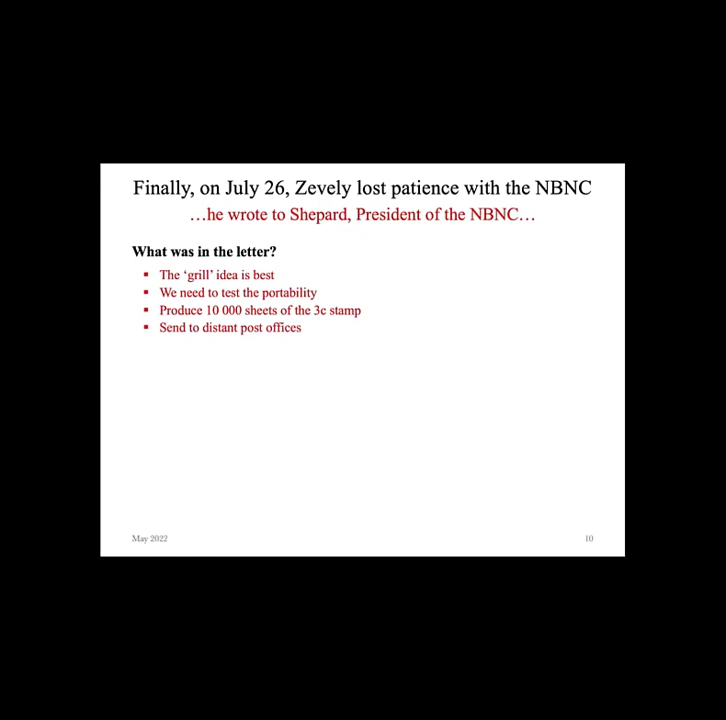 Finally, on July 26, Zevely lost patience with the NBNC
…he wrote to Shepard, President of the NBNC…
What was in the letter?
▪ The ‘grill’ idea is best
▪ We need to test the portability
▪ Produce 10 000 sheets of the 3c stamp
▪ Send to distant post offices
May 2022
10